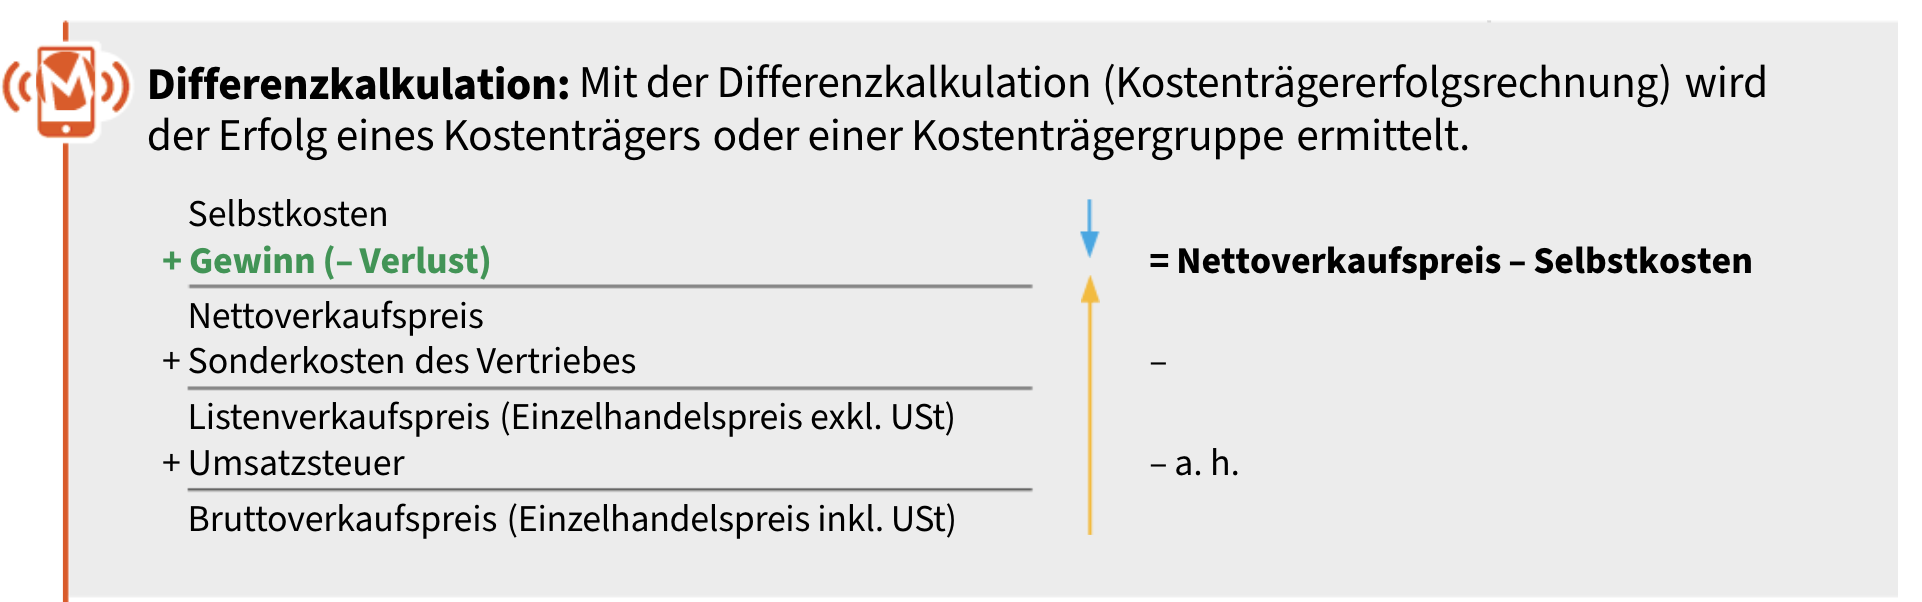 Differenzkalkulation: Mit der Differenzkalkulation (Kostenträgererfolgsrechnung) wird
der Erfolg eines Kostenträgers oder einer Kostenträgergruppe ermittelt.
Selbstkosten
+ Gewinn (– Verlust) = Nettoverkaufspreis – Selbstkosten
Nettoverkaufspreis
+ Sonderkosten des Vertriebes –
Listenverkaufspreis (Einzelhandelspreis exkl. USt)
+ Umsatzsteuer – a. h.
Bruttoverkaufspreis (Einzelhandelspreis inkl. USt)